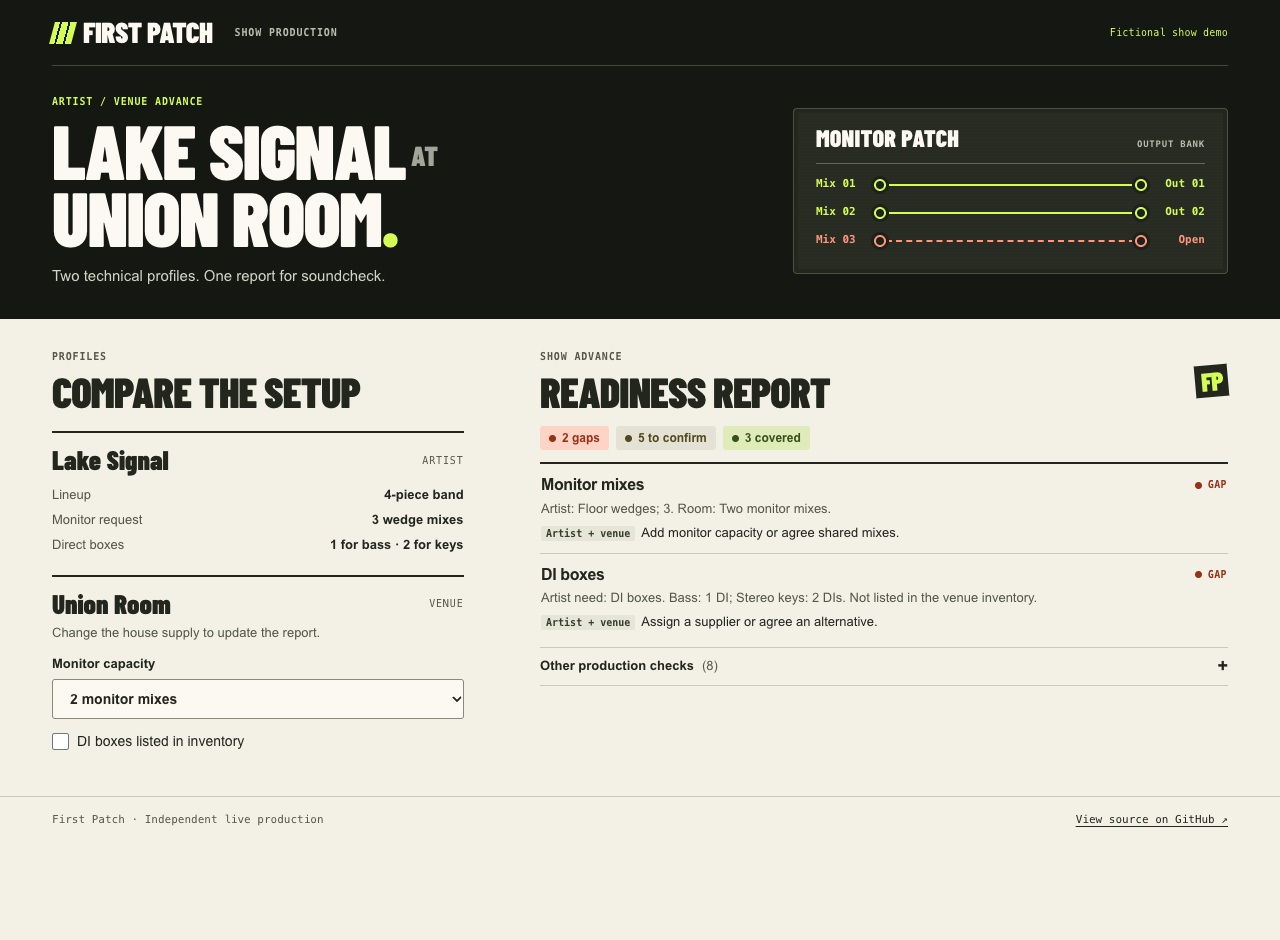 FIRST PATCH SHOW PRODUCTION
Fictional show demo
ARTIST / VENUE ADVANCE
LAKE SIGNAL AT
UNION ROOM.
Two technical profiles. One report for soundcheck.
MONITOR PATCH OUTPUT BANK
Mix 01 Out 01
Mix 02 Out 02
Mix 03 Open
PROFILES
COMPARE THE SETUP
Lake Signal ARTIST
Lineup 4-piece band
Monitor request 3 wedge mixes
Direct boxes 1 for bass · 2 for keys
Union Room VENUE
Change the house supply to update the report.
Monitor capacity
2 monitor mixes
DI boxes listed in inventory
SHOW ADVANCE
READINESS REPORT
FP
2 gaps 5 to confirm 3 covered
Monitor mixes GAP
Artist: Floor wedges; 3. Room: Two monitor mixes.
Artist + venue Add monitor capacity or agree shared mixes.
DI boxes GAP
Artist need: DI boxes. Bass: 1 DI; Stereo keys: 2 DIs. Not listed in the venue inventory.
Artist + venue Assign a supplier or agree an alternative.
Other production checks (8) +
First Patch · Independent live production
View source on GitHub ↗